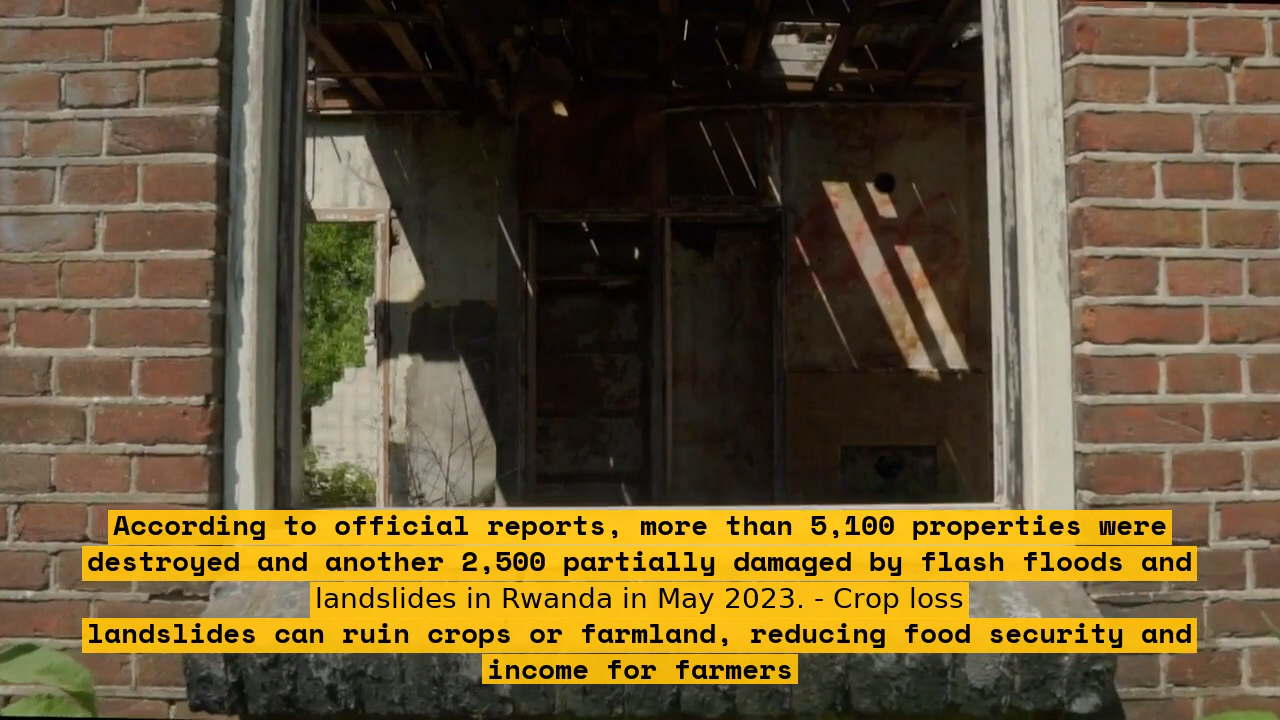 According to official reports, more than 5,100 properties were
destroyed and another 2,500 partially damaged by flash floods and
landslides in Rwanda in May 2023. - Crop loss
landslides can ruin crops or farmland, reducing food security and
income for farmers